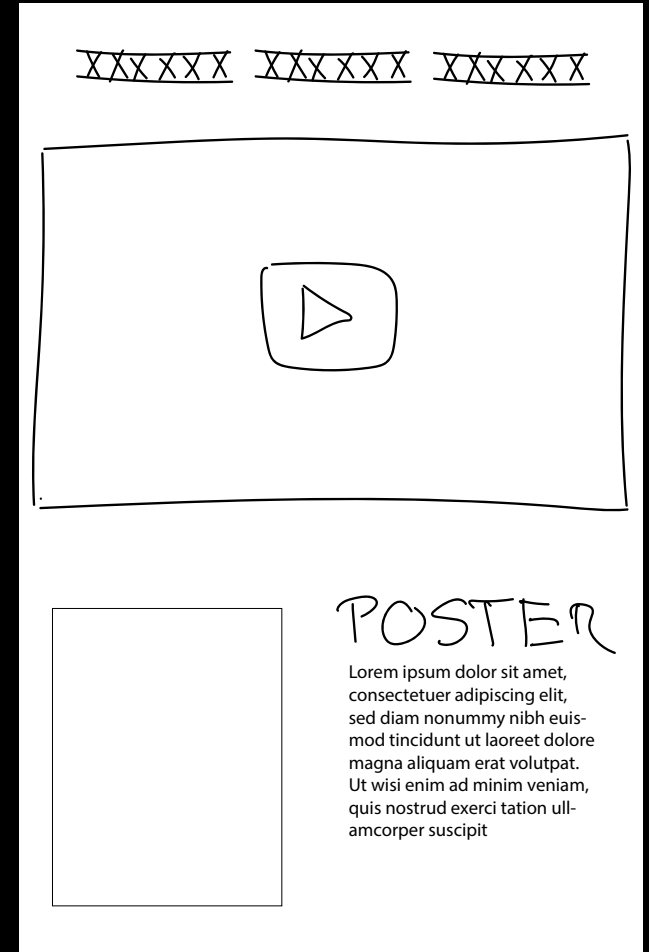 XXXXXX XXXXXX XXXXXX
POSTER
Lorem ipsum dolor sit amet,
consectetuer adipiscing elit,
sed diam nonummy nibh euis-
mod tincidunt ut laoreet dolore
magna aliquam erat volutpat.
Ut wisi enim ad minim veniam,
quis nostrud exerci tation ull-
amcorper suscipit